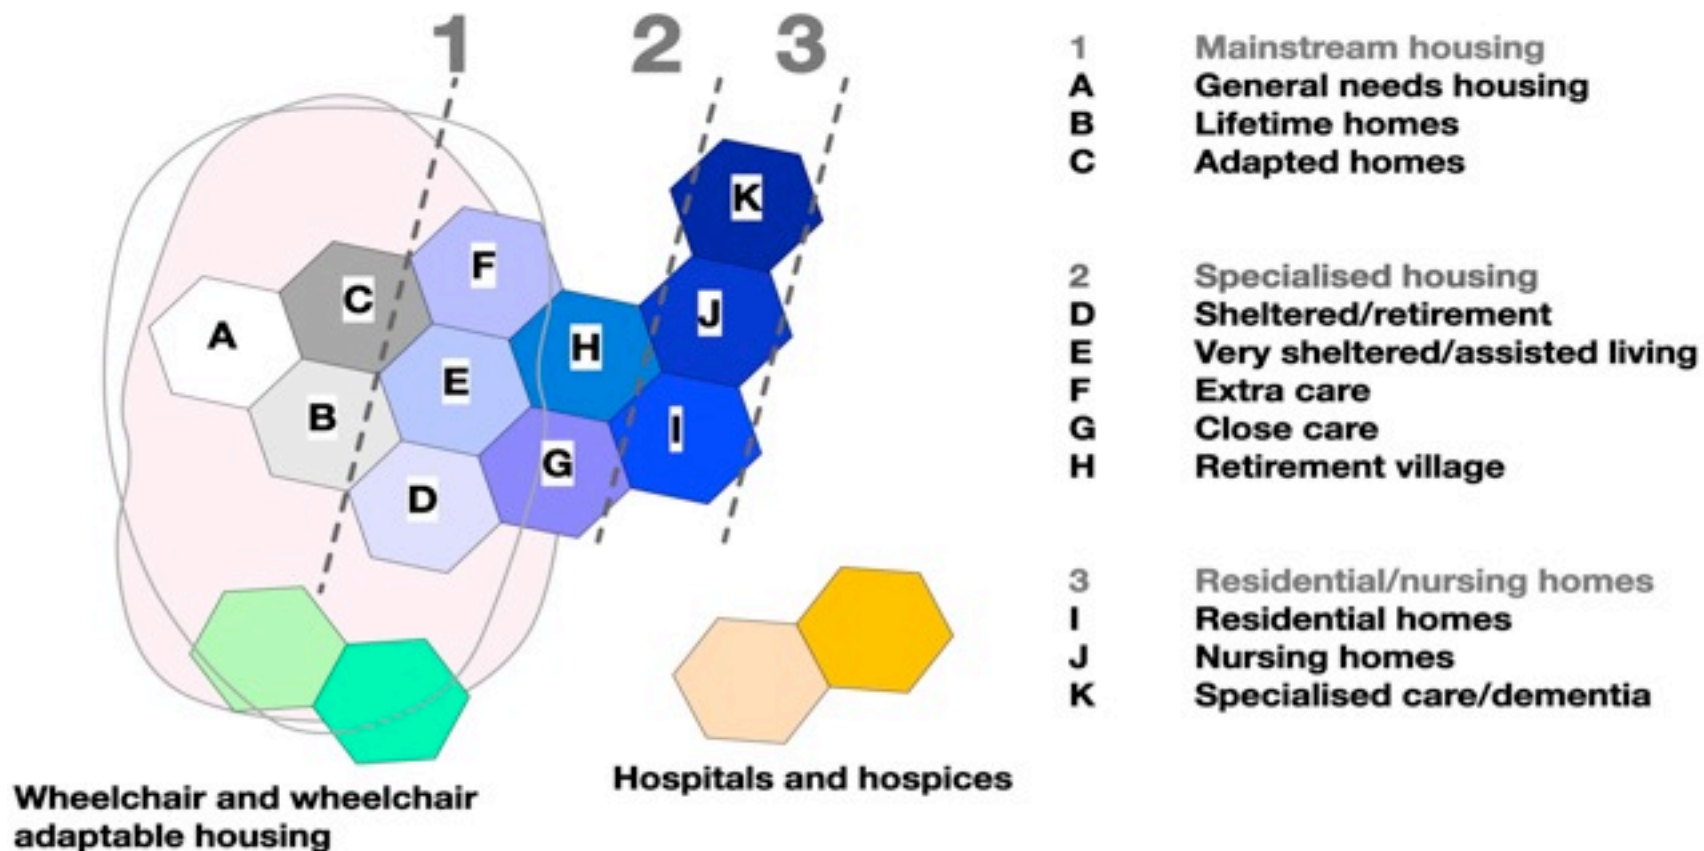 1 2 3
K
F
C
J
A
H
E
B
I
G
D
Wheelchair and wheelchair
adaptable housing
Hospitals and hospices
1 Mainstream housing
A General needs housing
B Lifetime homes
C Adapted homes
2 Specialised housing
D Sheltered/retirement
E Very sheltered/assisted living
F Extra care
G Close care
H Retirement village
3 Residential/nursing homes
I Residential homes
J Nursing homes
K Specialised care/dementia